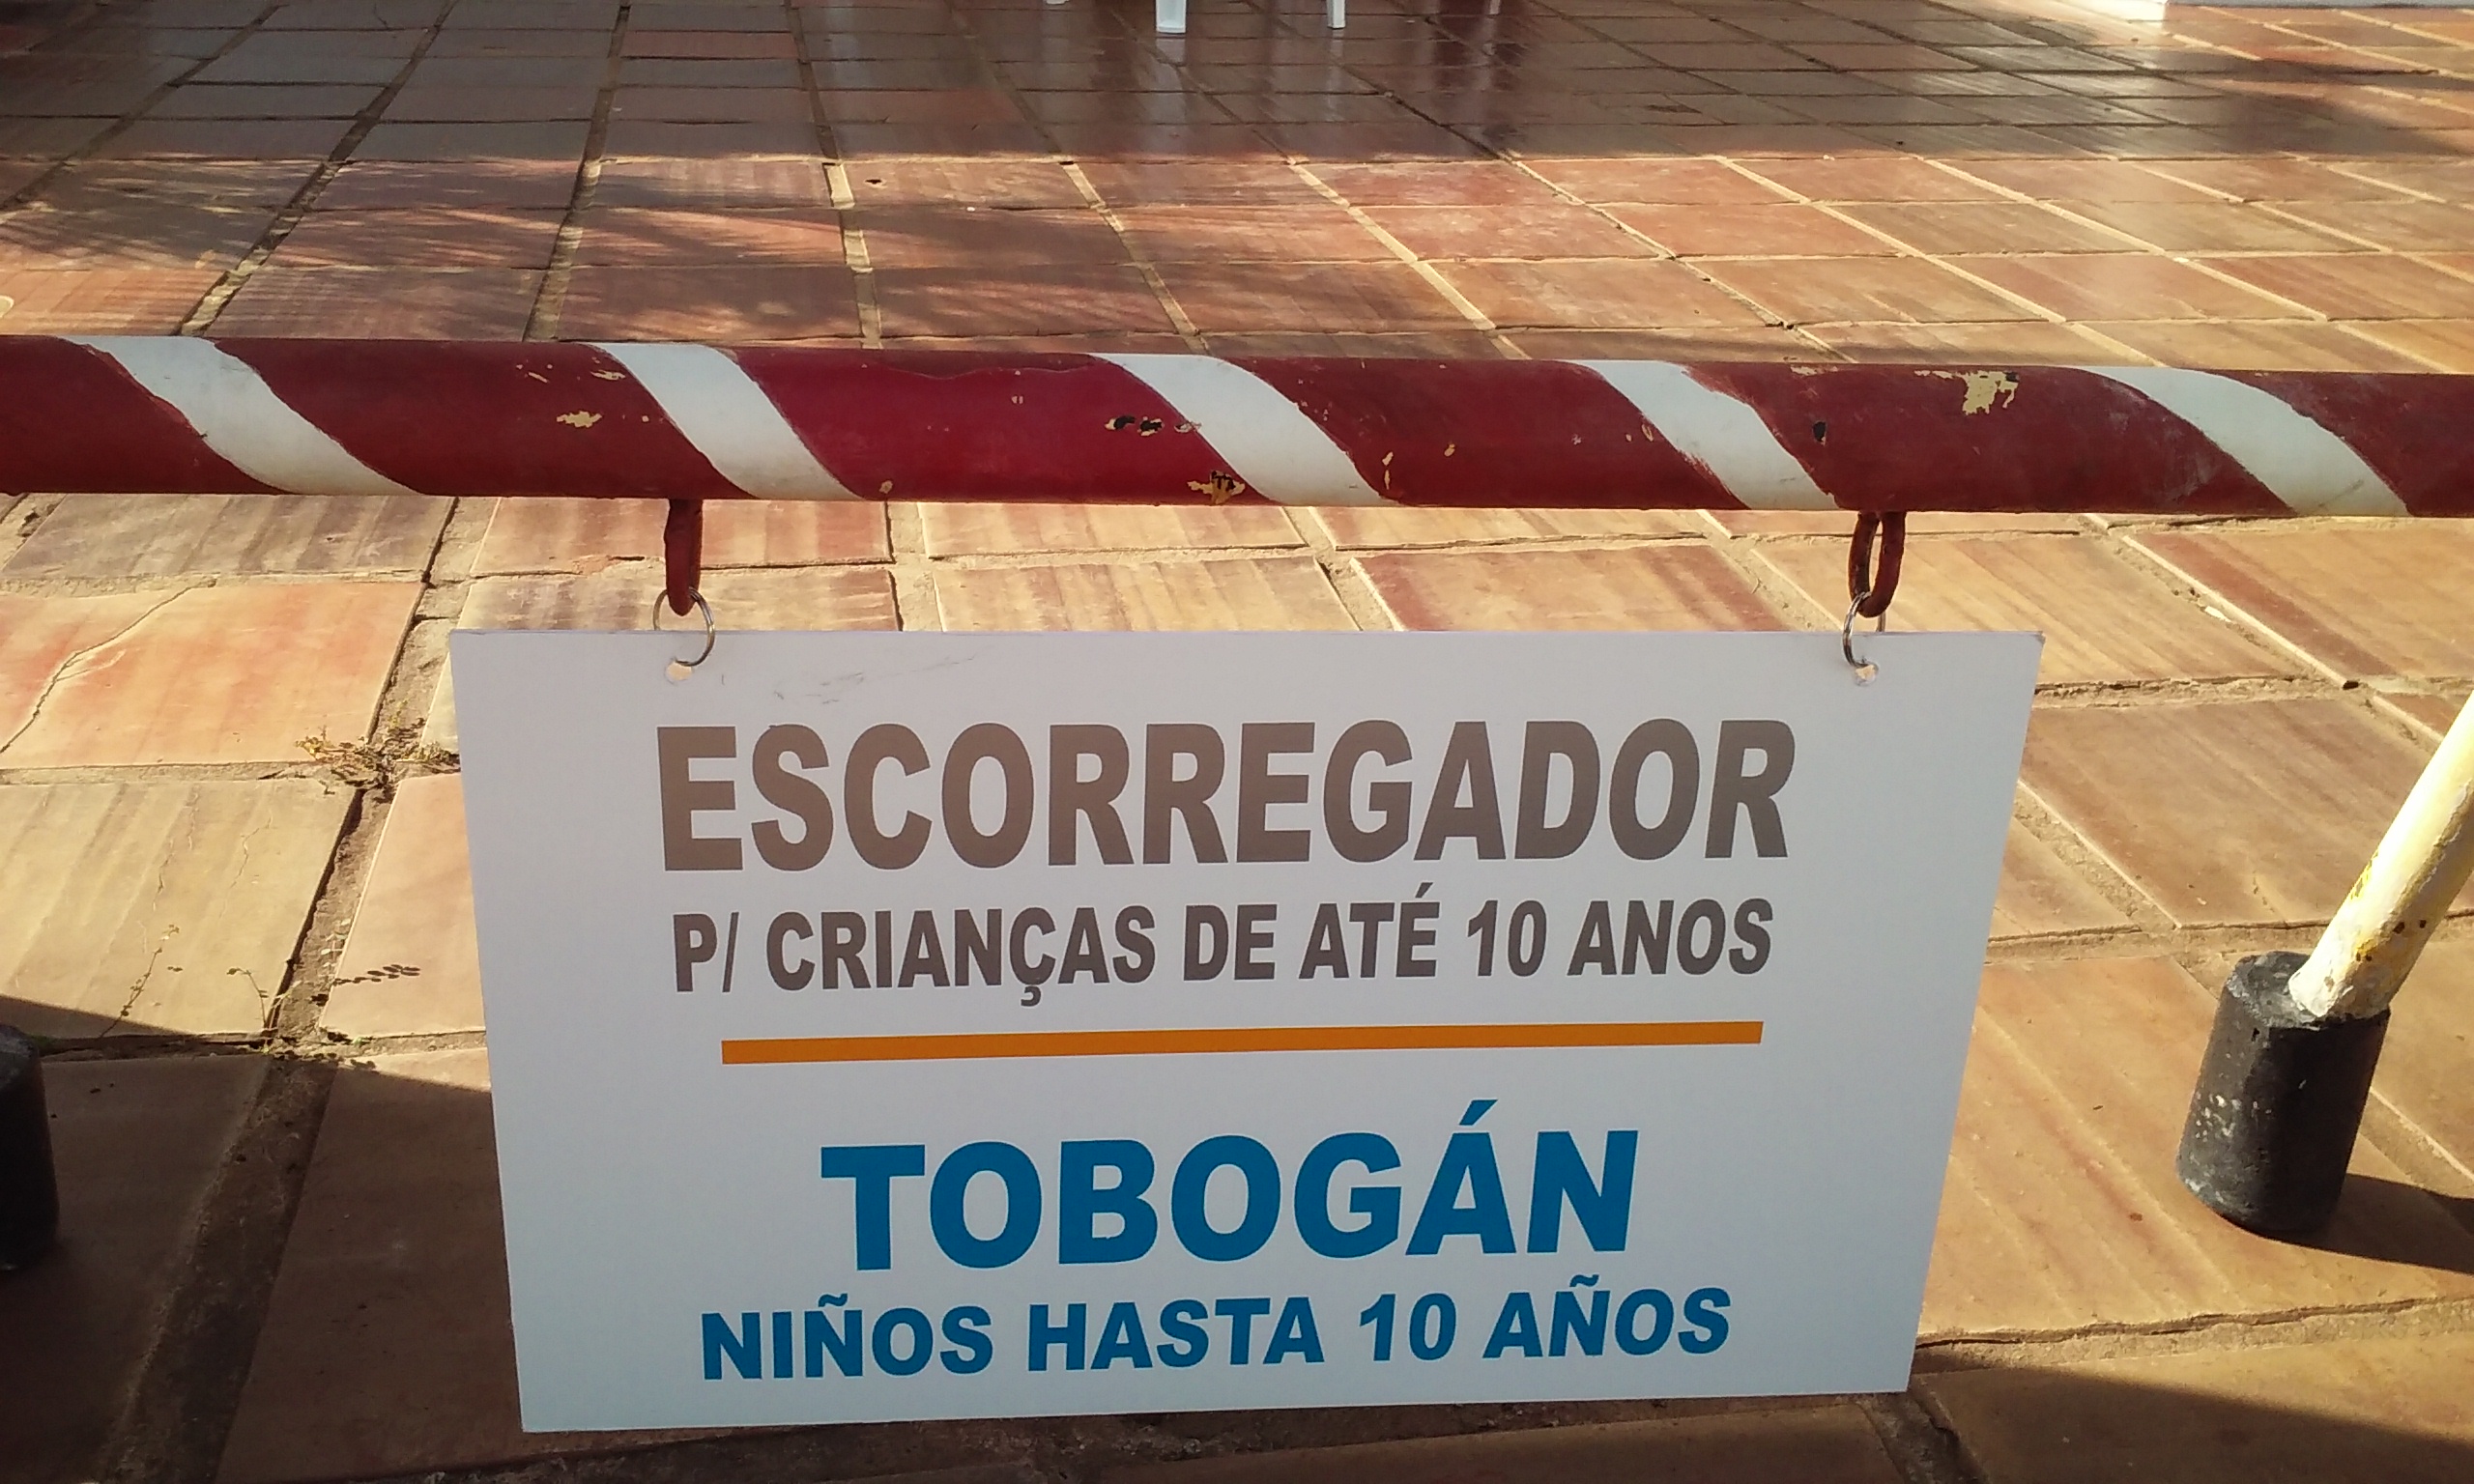 ESCORREGADOR
P/ CRIANÇAS DE ATÉ 10 ANOS
TOBOGÁN
NIÑOS HASTA 10 AÑOS